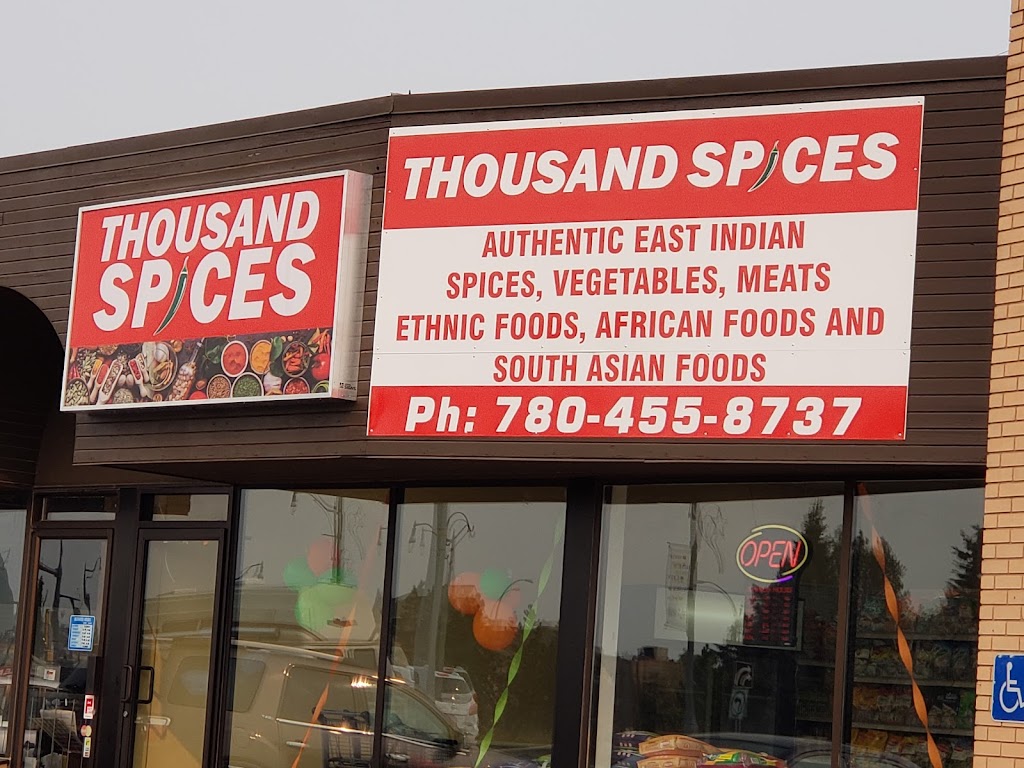 THOUSAND
SPICES
THOUSAND SPICES
AUTHENTIC EAST INDIAN
SPICES, VEGETABLES, MEATS
ETHNIC FOODS, AFRICAN FOODS AND
SOUTH ASIAN FOODS
Ph: 780-455-8737
OPEN